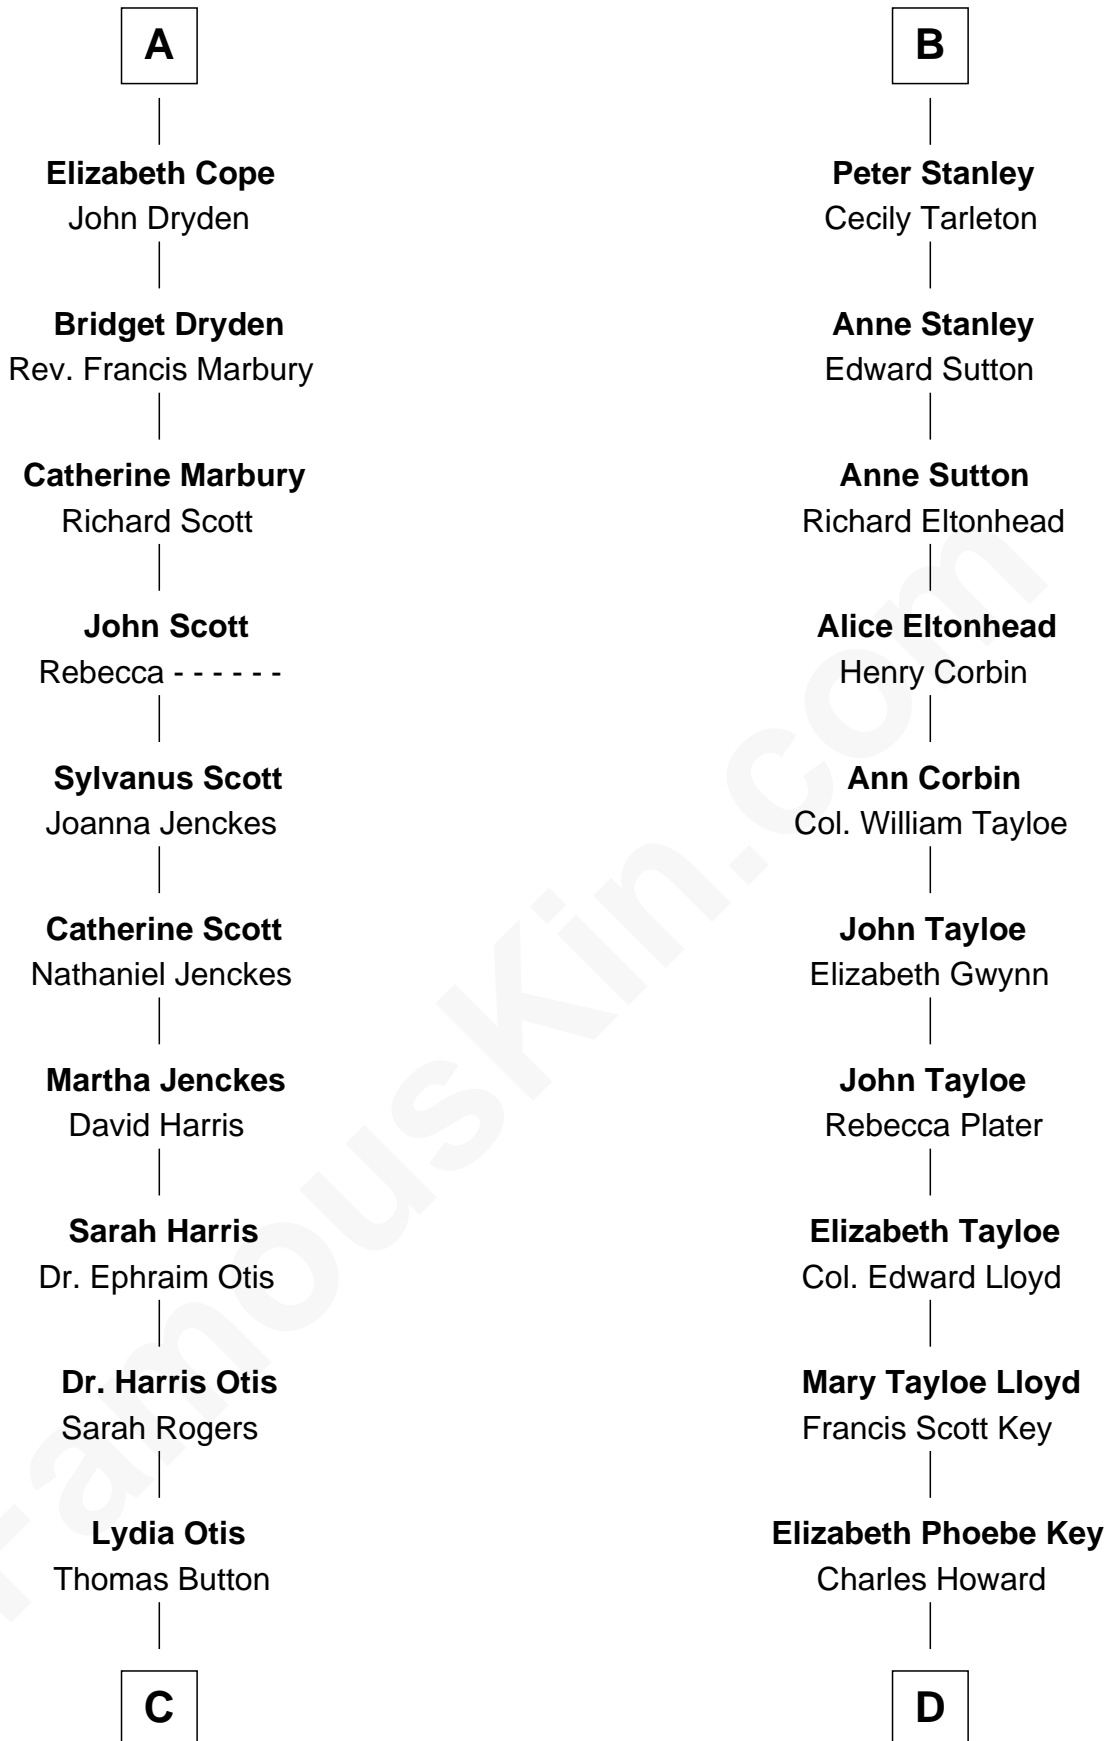 A
Elizabeth Cope
John Dryden
Bridget Dryden
Rev. Francis Marbury
Catherine Marbury
Richard Scott
John Scott
Rebecca - - - - - -
Sylvanus Scott
Joanna Jenckes
Catherine Scott
Nathaniel Jenckes
Martha Jenckes
David Harris
Sarah Harris
Dr. Ephraim Otis
Dr. Harris Otis
Sarah Rogers
Lydia Otis
Thomas Button
C
B
Peter Stanley
Cecily Tarleton
Anne Stanley
Edward Sutton
Anne Sutton
Richard Eltonhead
Alice Eltonhead
Henry Corbin
Ann Corbin
Col. William Tayloe
John Tayloe
Elizabeth Gwynn
John Tayloe
Rebecca Plater
Elizabeth Tayloe
Col. Edward Lloyd
Mary Tayloe Lloyd
Francis Scott Key
Elizabeth Phoebe Key
Charles Howard
D
FamousKin.com